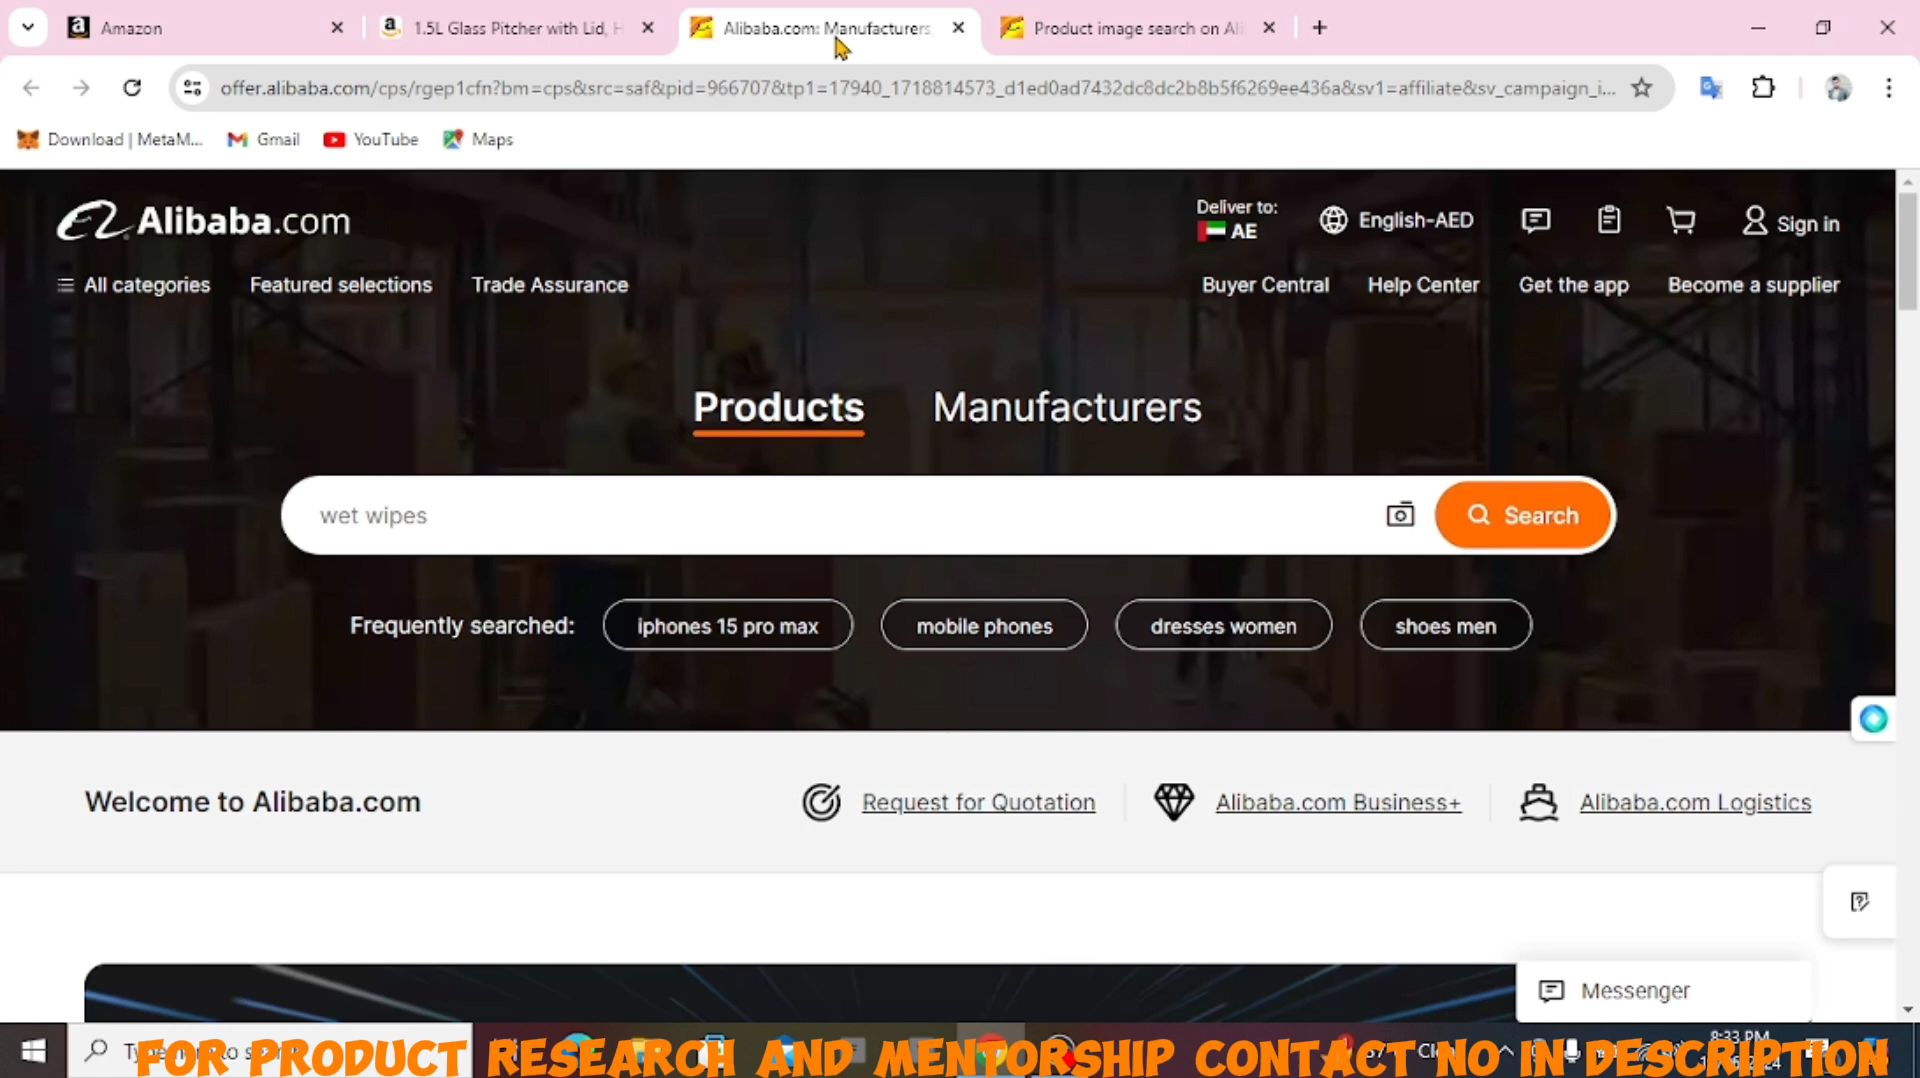 Amazon
1.5L Glass Pitcher with Lid, H
Alibaba.com: Manufacturers,
Product image search on Ali
offer.alibaba.com/cps/rgep1cfn?bm=cps&src=saf&pid=966707&tp1=17940_1718814573_d1ed0ad7432dc8dc2b8b5f6269ee436a&sv1=affiliate&sv_campaign_i...
Download | MetaM... Gmail YouTube Maps
Alibaba.com
Deliver to:
AE
English-AED
Sign in
All categories Featured selections Trade Assurance
Buyer Central Help Center Get the app Become a supplier
Products Manufacturers
wet wipes
Search
Frequently searched: iphones 15 pro max mobile phones dresses women shoes men
Welcome to Alibaba.com
Request for Quotation Alibaba.com Business+ Alibaba.com Logistics
Messenger
8:33 PM
FOR PRODUCT RESEARCH AND MENTORSHIP CONTACT NO IN DESCRIPTION